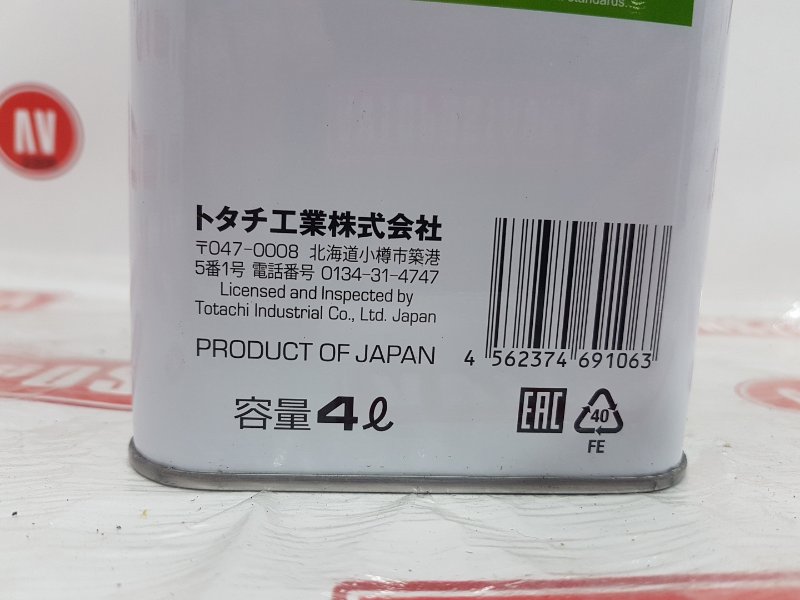 standards.
トタチ工業株式会社
〒047-0008 北海道小樽市築港
5番1号 電話番号 0134-31-4747
Licensed and Inspected by
Totachi Industrial Co., Ltd. Japan
PRODUCT OF JAPAN
4 562374 691063
容量 4ℓ
EAC
40
FE